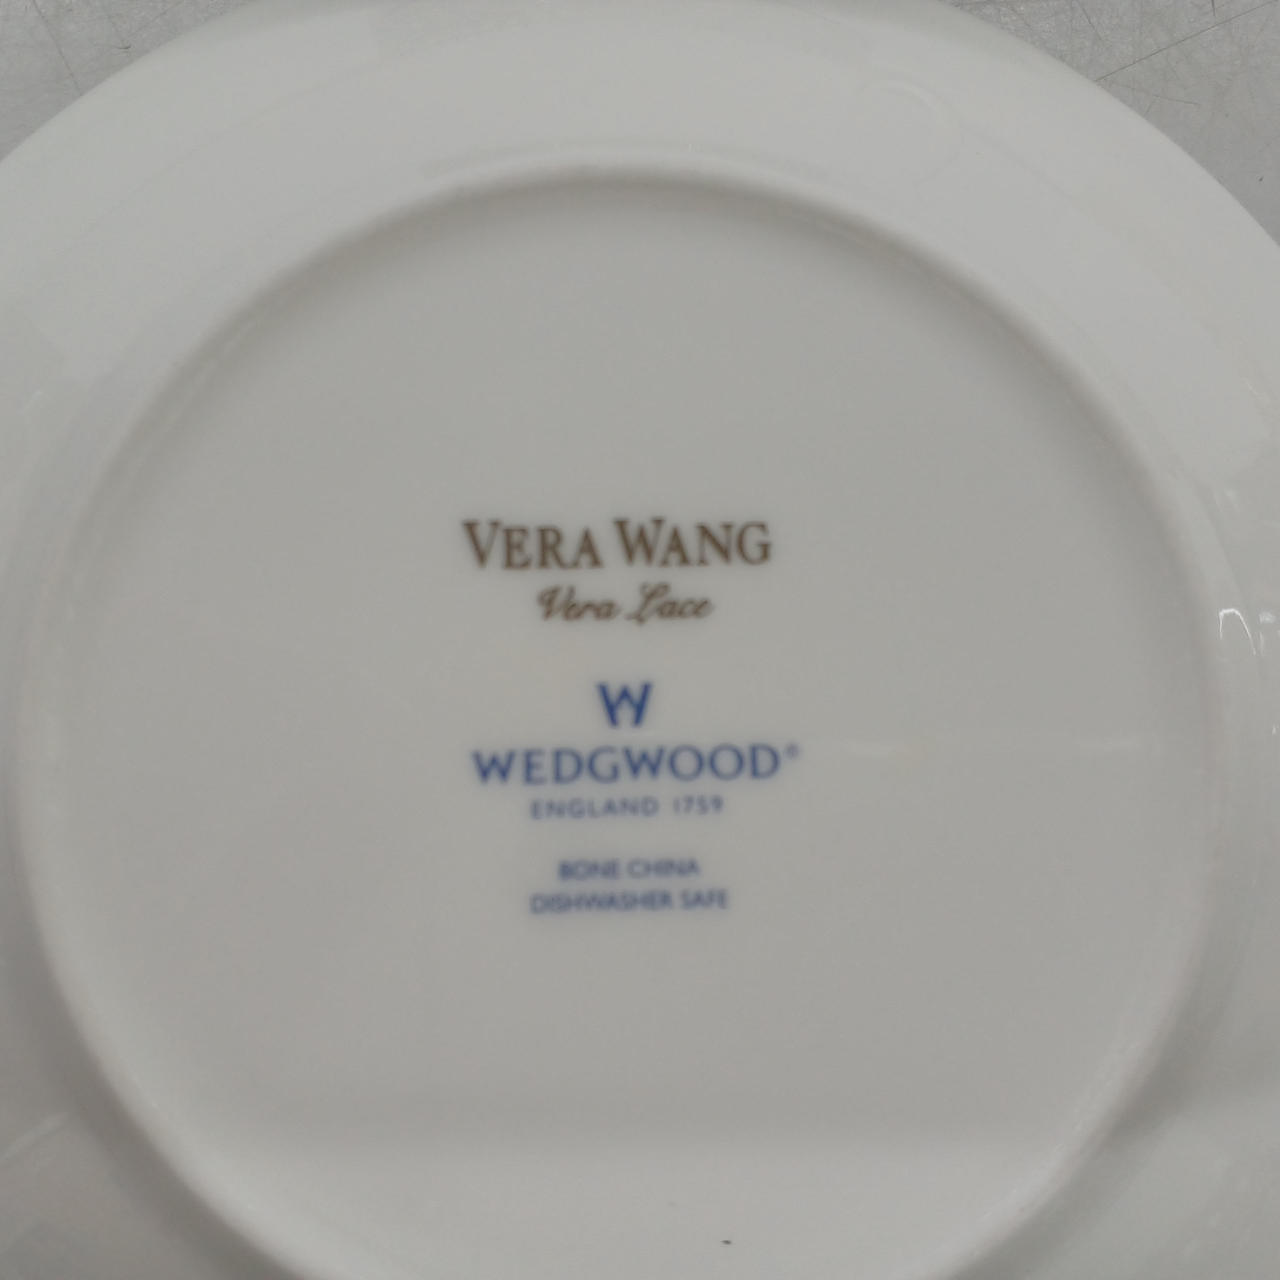 VERA WANG
Vera Lace
W
WEDGWOOD®
ENGLAND 1759
BONE CHINA
DISHWASHER SAFE